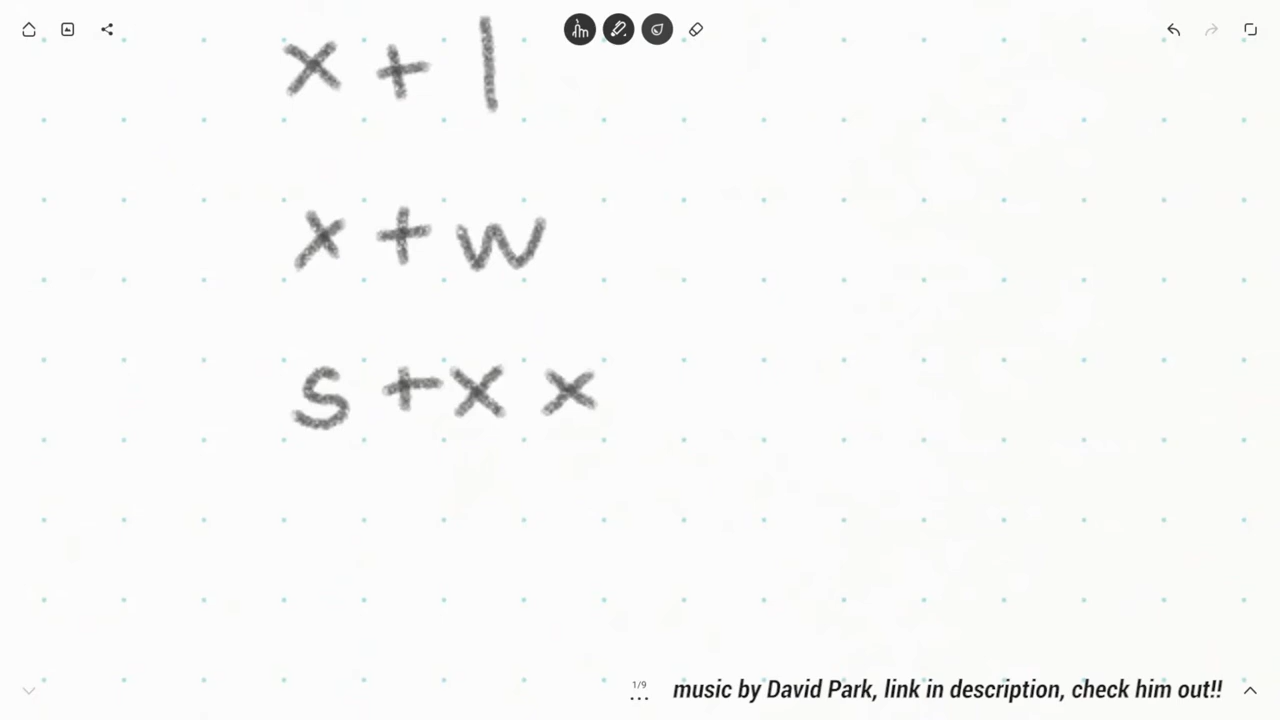 x + 1
x + w
s + x x
1/9
music by David Park, link in description, check him out!!